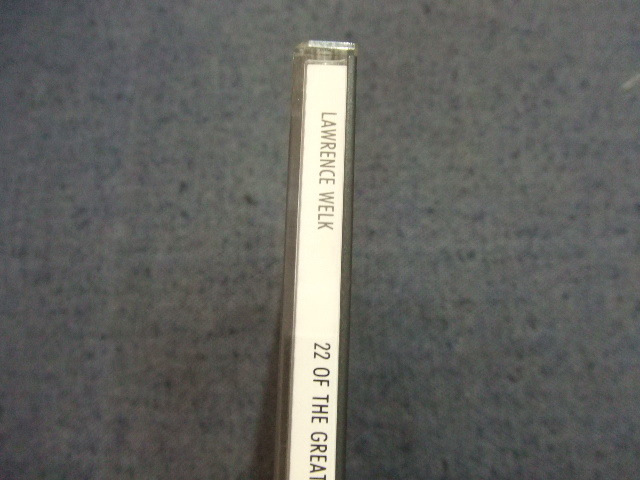 LAWRENCE WELK
22 OF THE GREAT